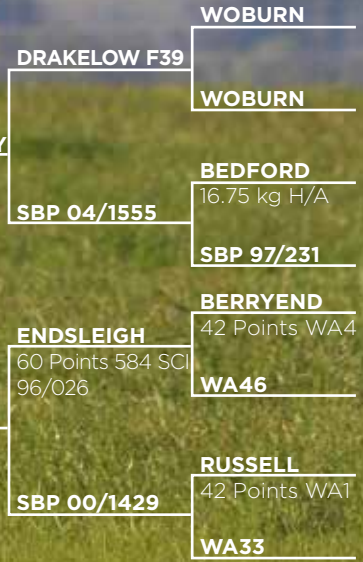 WOBURN
DRAKELOW F39
WOBURN
Y
BEDFORD
16.75 kg H/A
SBP 04/1555
SBP 97/231
BERRYEND
ENDSLEIGH
42 Points WA4
60 Points 584 SCI
96/026
WA46
RUSSELL
42 Points WA1
SBP 00/1429
WA33